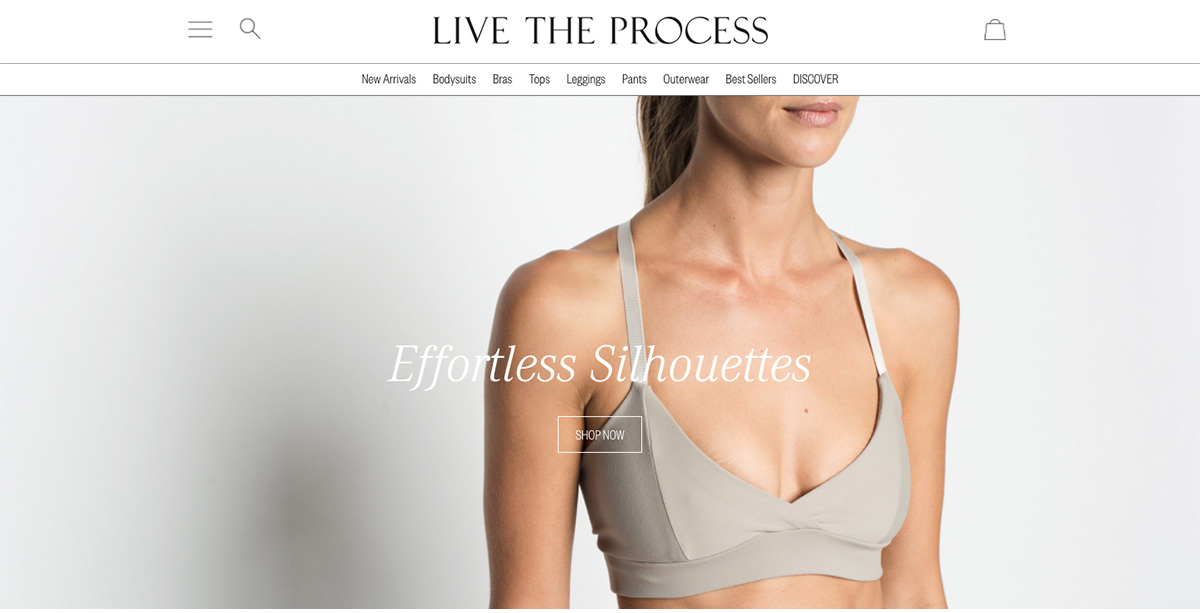 LIVE THE PROCESS
New Arrivals Bodysuits Bras Tops Leggings Pants Outerwear Best Sellers DISCOVER
Effortless Silhouettes
SHOP NOW